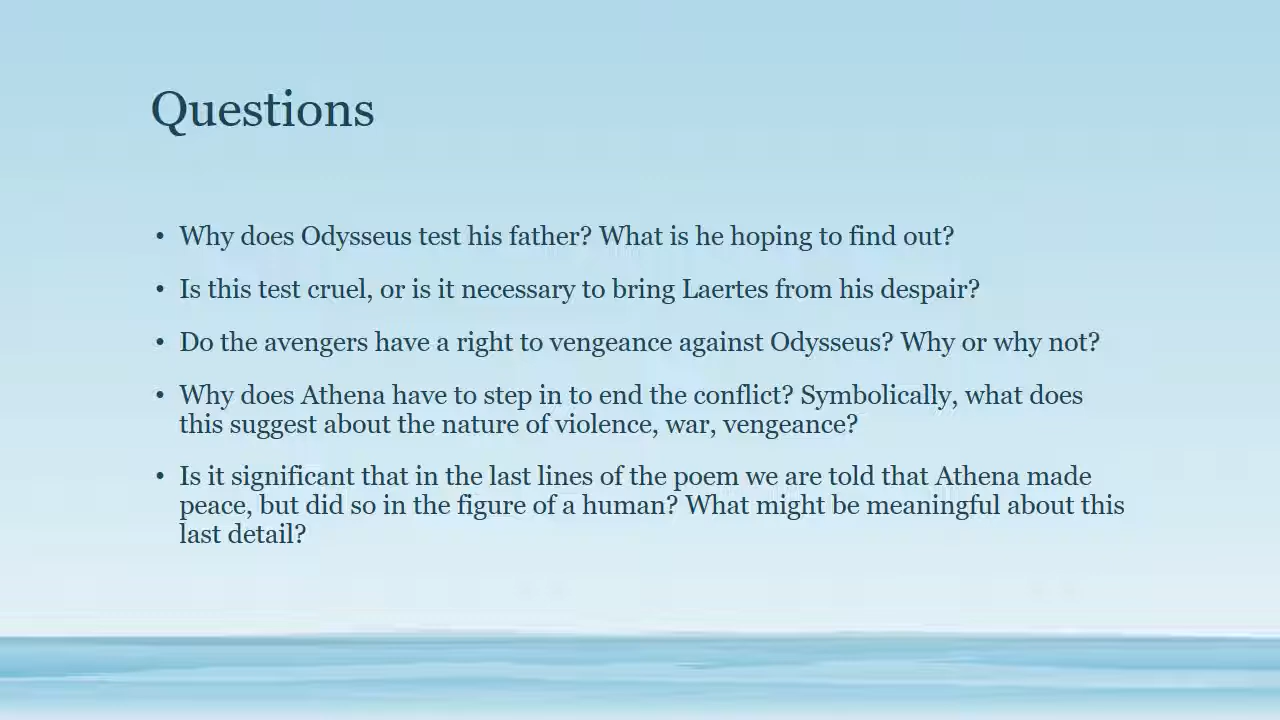 Questions
• Why does Odysseus test his father? What is he hoping to find out?
• Is this test cruel, or is it necessary to bring Laertes from his despair?
• Do the avengers have a right to vengeance against Odysseus? Why or why not?
• Why does Athena have to step in to end the conflict? Symbolically, what does
this suggest about the nature of violence, war, vengeance?
• Is it significant that in the last lines of the poem we are told that Athena made
peace, but did so in the figure of a human? What might be meaningful about this
last detail?